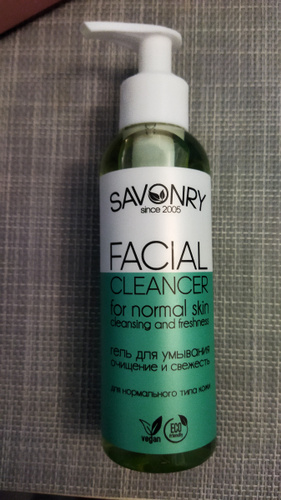 SAVONRY
since 2005
FACIAL
CLEANCER
for normal skin
cleansing and freshness
гель для умывания
очищение и свежесть
для нормального типа кожи
vegan
ECO
friendly